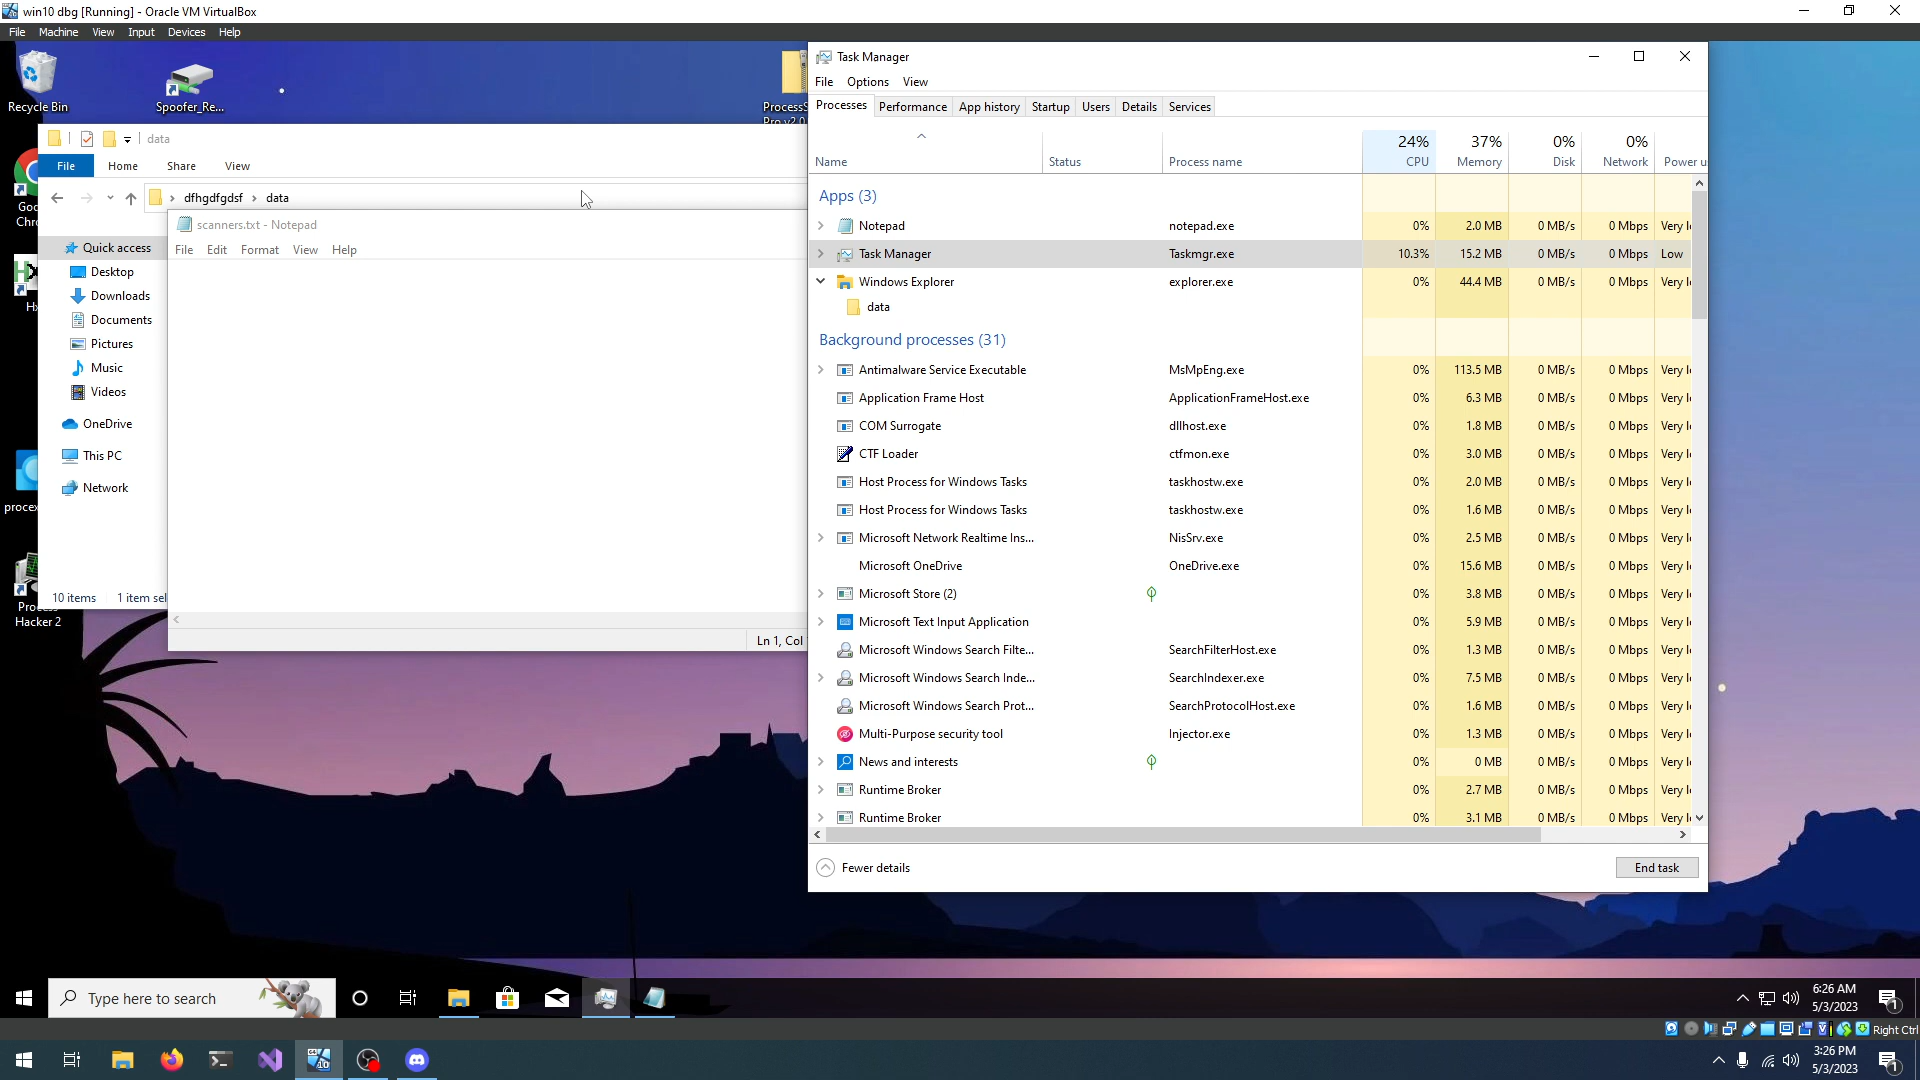 win10 dbg [Running] - Oracle VM VirtualBox
File Machine View Input Devices Help
Recycle Bin
Spoofer_Re...
data
File Home Share View
dfhgdfgdsf > data
Quick access
Desktop
Downloads
Documents
Pictures
Music
Videos
OneDrive
This PC
Network
10 items
Hacker 2
scanners.txt - Notepad
File Edit Format View Help
Ln 1, Col
Task Manager
File Options View
Processes Performance App history Startup Users Details Services
24% 37% 0% 0%
Name Status Process name CPU Memory Disk Network
Apps (3)
Notepad notepad.exe 0% 2.0 MB 0 MB/s 0 Mbps
Task Manager Taskmgr.exe 10.3% 15.2 MB 0 MB/s 0 Mbps Low
Windows Explorer explorer.exe 0% 44.4 MB 0 MB/s 0 Mbps
data
Background processes (31)
Antimalware Service Executable MsMpEng.exe 0% 113.5 MB 0 MB/s 0 Mbps
Application Frame Host ApplicationFrameHost.exe 0% 6.3 MB 0 MB/s 0 Mbps
COM Surrogate dllhost.exe 0% 1.8 MB 0 MB/s 0 Mbps
CTF Loader ctfmon.exe 0% 3.0 MB 0 MB/s 0 Mbps
Host Process for Windows Tasks taskhostw.exe 0% 2.0 MB 0 MB/s 0 Mbps
Host Process for Windows Tasks taskhostw.exe 0% 1.6 MB 0 MB/s 0 Mbps
Microsoft Network Realtime Ins... NisSrv.exe 0% 2.5 MB 0 MB/s 0 Mbps
Microsoft OneDrive OneDrive.exe 0% 15.6 MB 0 MB/s 0 Mbps
Microsoft Store (2) 0% 3.8 MB 0 MB/s 0 Mbps
Microsoft Text Input Application 0% 5.9 MB 0 MB/s 0 Mbps
Microsoft Windows Search Filte... SearchFilterHost.exe 0% 1.3 MB 0 MB/s 0 Mbps
Microsoft Windows Search Inde... SearchIndexer.exe 0% 7.5 MB 0 MB/s 0 Mbps
Microsoft Windows Search Prot... SearchProtocolHost.exe 0% 1.6 MB 0 MB/s 0 Mbps
Multi-Purpose security tool Injector.exe 0% 1.3 MB 0 MB/s 0 Mbps
News and interests 0% 0 MB 0 MB/s 0 Mbps
Runtime Broker 0% 2.7 MB 0 MB/s 0 Mbps
Runtime Broker 0% 3.1 MB 0 MB/s 0 Mbps
Fewer details
End task
Type here to search
6:26 AM
5/3/2023
Right Ctrl
3:26 PM
5/3/2023